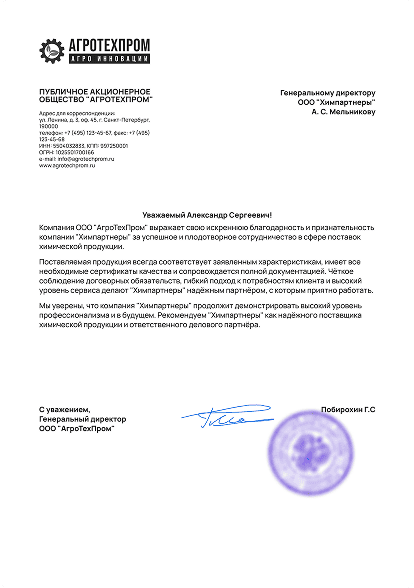 АГРОТЕХПРОМ
АГРО ИННОВАЦИИ
ПУБЛИЧНОЕ АКЦИОНЕРНОЕ
ОБЩЕСТВО "АГРОТЕХПРОМ"
Адрес для корреспонденции:
ул. Ленина, д. 3, оф. 45, г. Санкт-Петербург,
190000
телефон: +7 (495) 123-45-67, факс: +7 (495)
123-45-68
ИНН: 5504032833, КПП: 997250001
ОГРН: 1025501700166
e-mail: info@agrotechprom.ru
www.agrotechprom.ru
Генеральному директору
ООО "Химпартнеры"
А. С. Мельникову
Уважаемый Александр Сергеевич!
Компания ООО "АгроТехПром" выражает свою искреннюю благодарность и признательность
компании "Химпартнеры" за успешное и плодотворное сотрудничество в сфере поставок
химической продукции.
Поставляемая продукция всегда соответствует заявленным характеристикам, имеет все
необходимые сертификаты качества и сопровождается полной документацией. Чёткое
соблюдение договорных обязательств, гибкий подход к потребностям клиента и высокий
уровень сервиса делают "Химпартнеры" надёжным партнёром, с которым приятно работать.
Мы уверены, что компания "Химпартнеры" продолжит демонстрировать высокий уровень
профессионализма и в будущем. Рекомендуем "Химпартнеры" как надёжного поставщика
химической продукции и ответственного делового партнёра.
С уважением,
Генеральный директор
ООО "АгроТехПром"
Побирохин Г.С